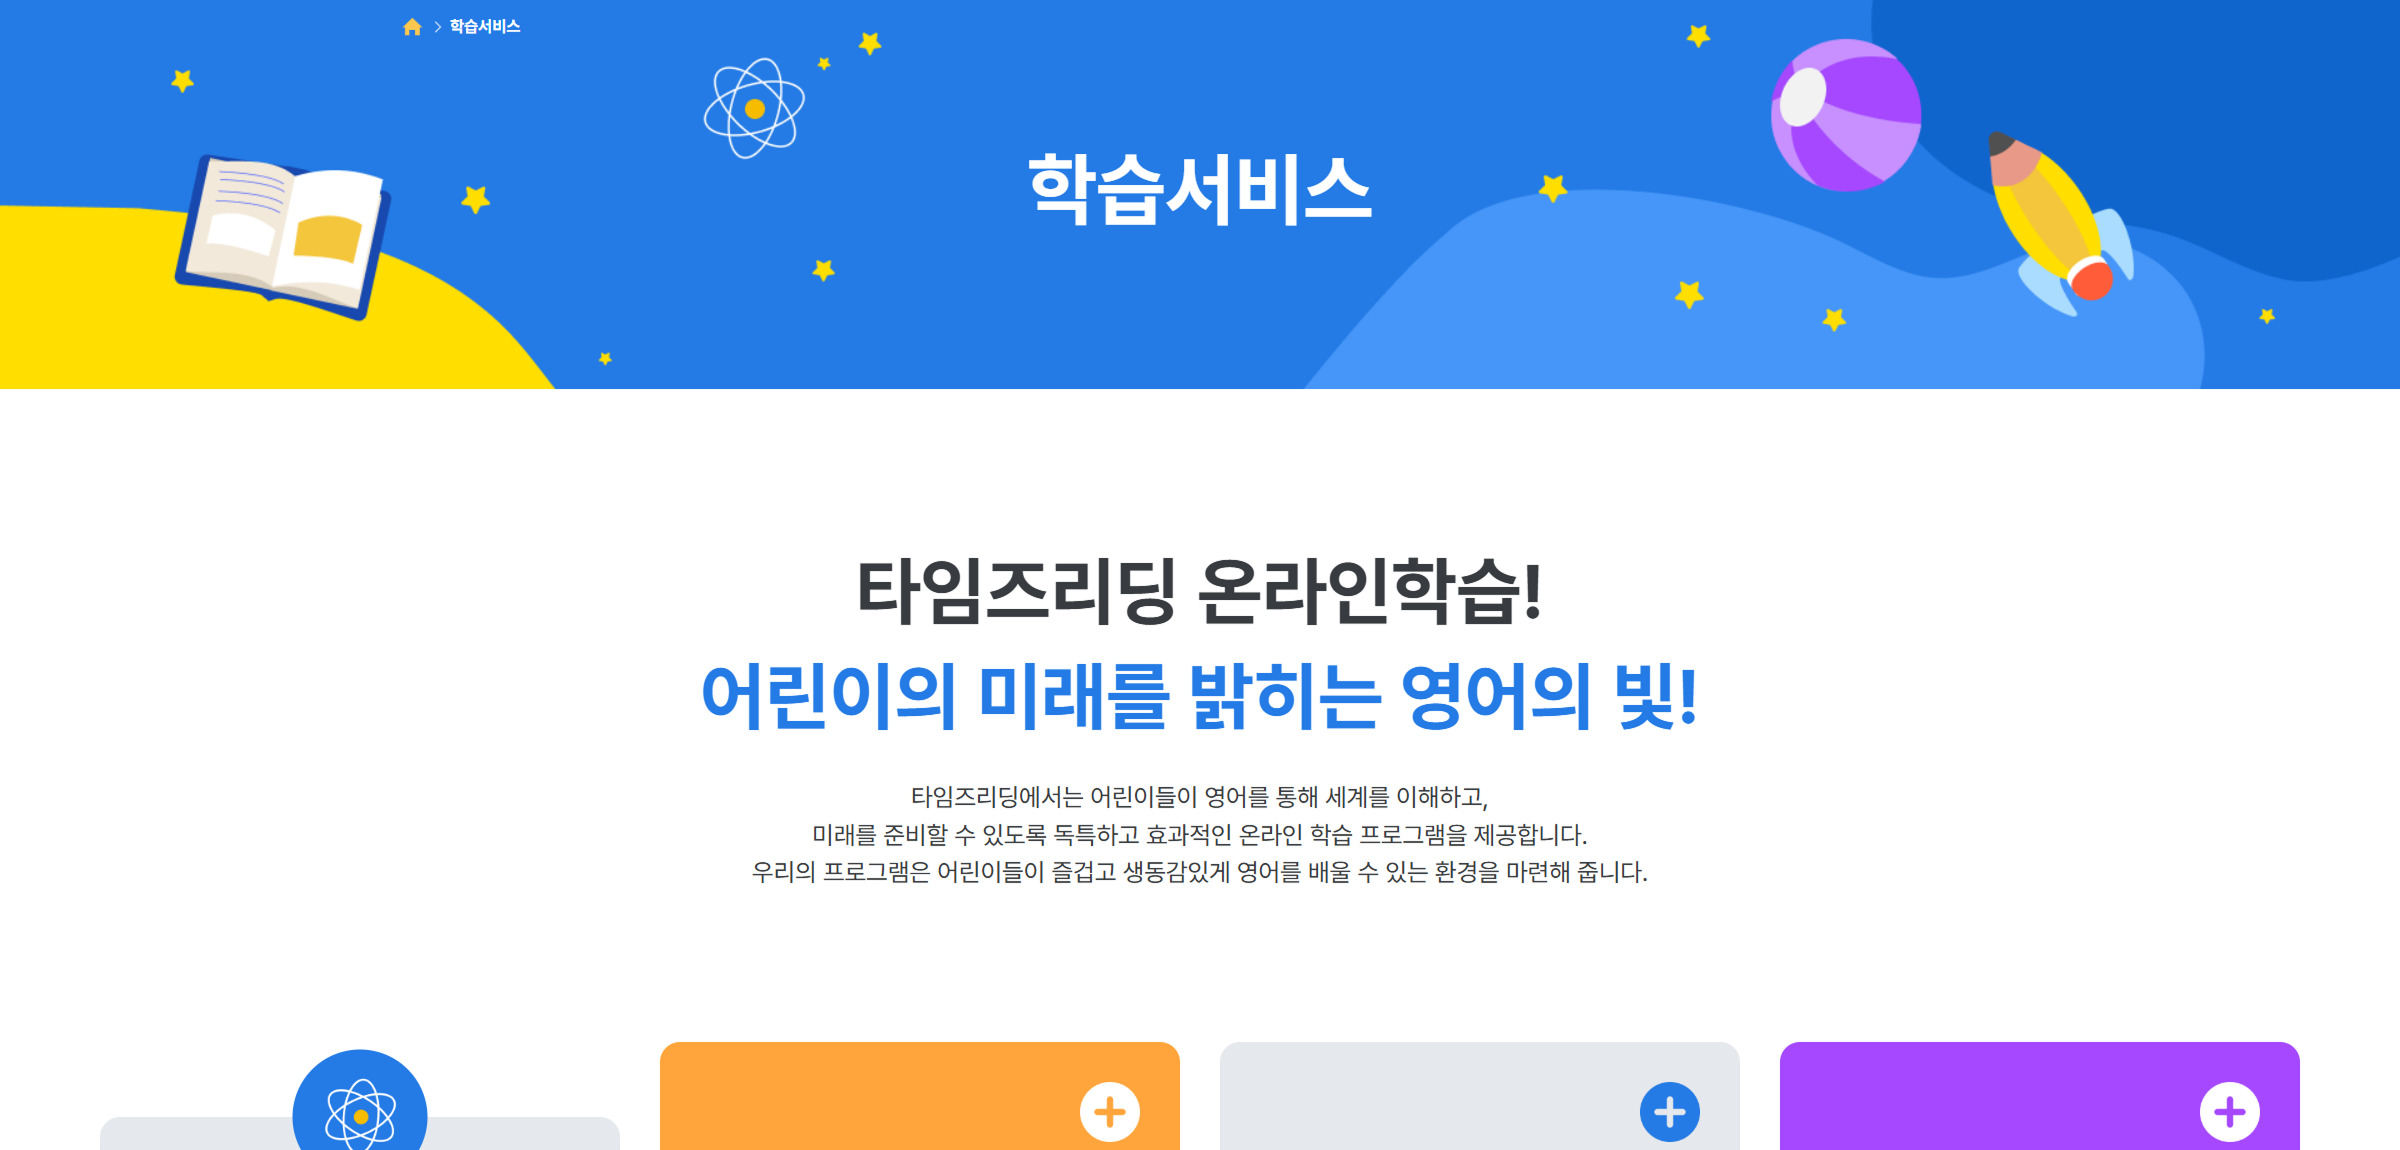 학습서비스
학습서비스
타임즈리딩 온라인학습!
어린이의 미래를 밝히는 영어의 빛!
타임즈리딩에서는 어린이들이 영어를 통해 세계를 이해하고,
미래를 준비할 수 있도록 독특하고 효과적인 온라인 학습 프로그램을 제공합니다.
우리의 프로그램은 어린이들이 즐겁고 생동감있게 영어를 배울 수 있는 환경을 마련해 줍니다.